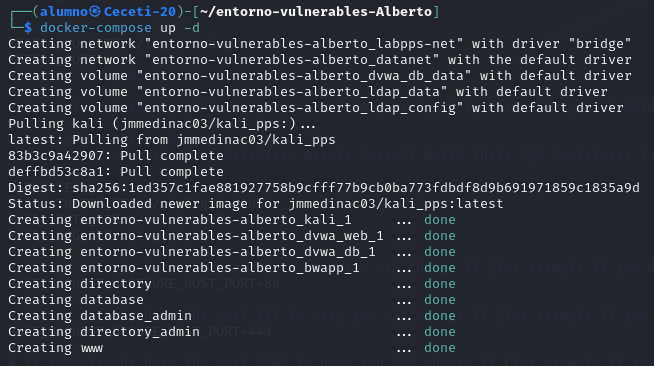 ┌──(alumno㉿Ceceti-20)-[~/entorno-vulnerables-Alberto]
└─$ docker-compose up -d
Creating network "entorno-vulnerables-alberto_labpps-net" with driver "bridge"
Creating network "entorno-vulnerables-alberto_datanet" with the default driver
Creating volume "entorno-vulnerables-alberto_dvwa_db_data" with default driver
Creating volume "entorno-vulnerables-alberto_ldap_data" with default driver
Creating volume "entorno-vulnerables-alberto_ldap_config" with default driver
Pulling kali (jmmedinac03/kali_pps:)...
latest: Pulling from jmmedinac03/kali_pps
83b3c9a42907: Pull complete
deffbd53c8a1: Pull complete
Digest: sha256:1ed357c1fae881927758b9cfff77b9cb0ba773fdbdf8d9b691971859c1835a9d
Status: Downloaded newer image for jmmedinac03/kali_pps:latest
Creating entorno-vulnerables-alberto_kali_1 ... done
Creating entorno-vulnerables-alberto_dvwa_web_1 ... done
Creating entorno-vulnerables-alberto_dvwa_db_1 ... done
Creating entorno-vulnerables-alberto_bwapp_1 ... done
Creating directory ... done
Creating database ... done
Creating database_admin ... done
Creating directory_admin ... done
Creating www ... done